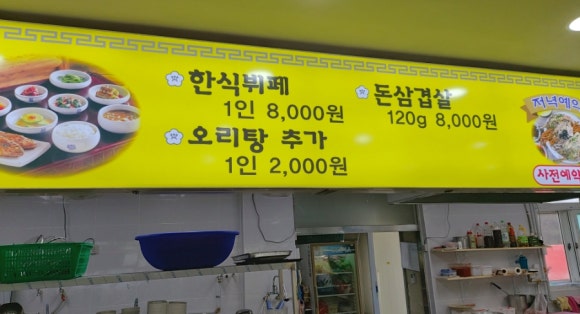 한식뷔페
1인 8,000원
오리탕 추가
1인 2,000원
돈삼겹살
120g 8,000원
저녁예
사전예약